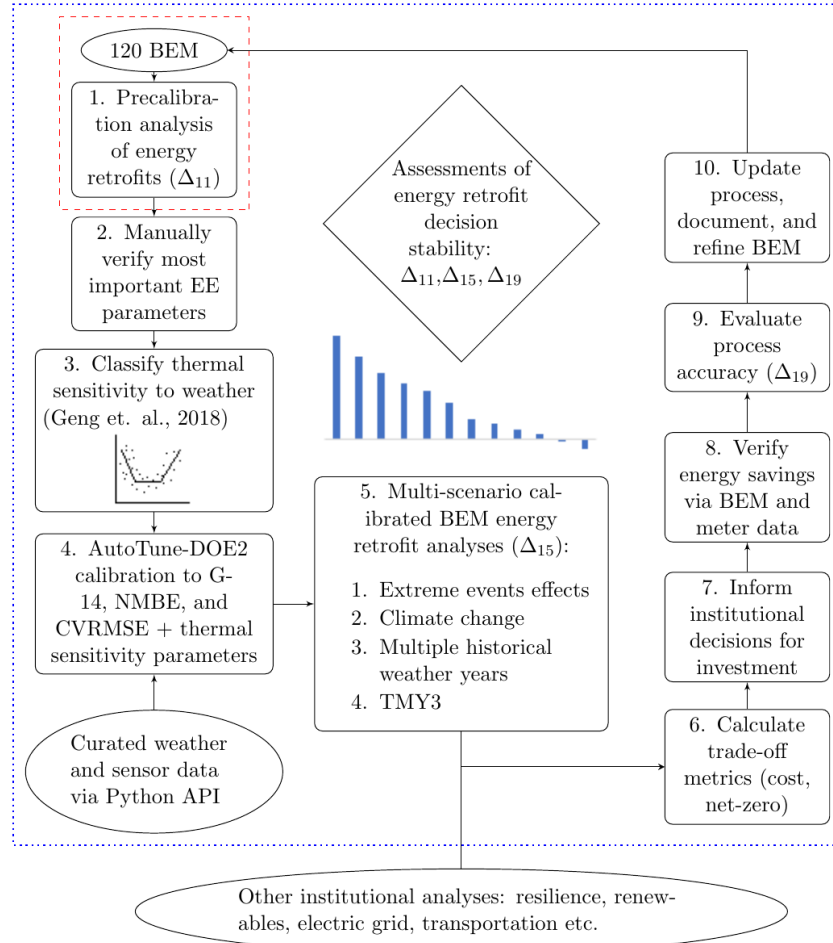 120 BEM
1. Precalibra-
tion analysis
of energy
retrofits (Δ₁₁)
2. Manually
verify most
important EE
parameters
3. Classify thermal
sensitivity to weather
(Geng et. al., 2018)
4. AutoTune-DOE2
calibration to G-
14, NMBE, and
CVRMSE + thermal
sensitivity parameters
Curated weather
and sensor data
via Python API
Assessments of
energy retrofit
decision
stability:
Δ₁₁,Δ₁₅, Δ₁₉
5. Multi-scenario cal-
ibrated BEM energy
retrofit analyses (Δ₁₅):
1. Extreme events effects
2. Climate change
3. Multiple historical
weather years
4. TMY3
6. Calculate
trade-off
metrics (cost,
net-zero)
7. Inform
institutional
decisions for
investment
8. Verify
energy savings
via BEM and
meter data
9. Evaluate
process
accuracy (Δ₁₉)
10. Update
process,
document, and
refine BEM
Other institutional analyses: resilience, renew-
ables, electric grid, transportation etc.